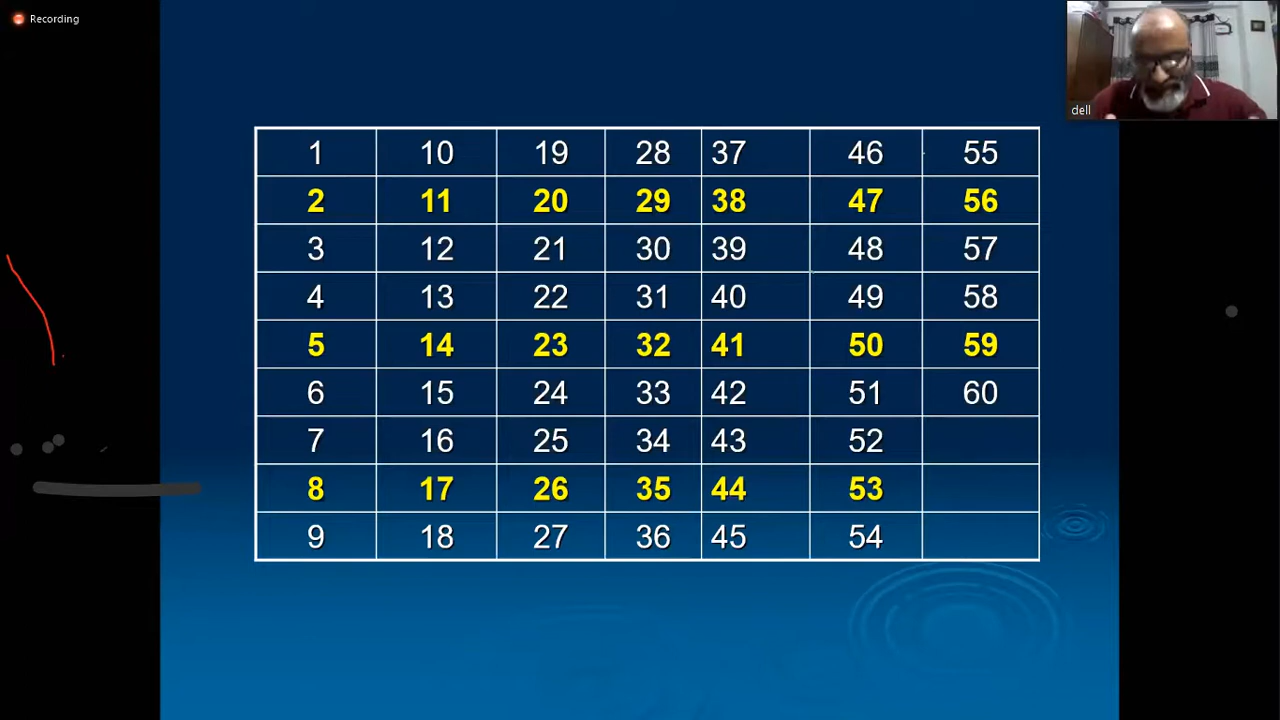 Recording
dell
1 10 19 28 37 46 55
2 11 20 29 38 47 56
3 12 21 30 39 48 57
4 13 22 31 40 49 58
5 14 23 32 41 50 59
6 15 24 33 42 51 60
7 16 25 34 43 52
8 17 26 35 44 53
9 18 27 36 45 54